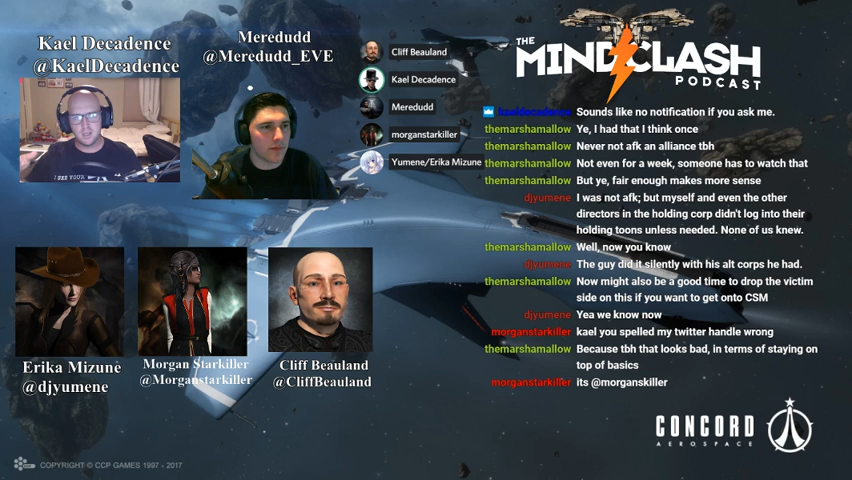 Kael Decadence
@KaelDecadence
Meredudd
@Meredudd_EVE
Cliff Beauland
Kael Decadence
Meredudd
morganstarkiller
Yumene/Erika Mizune
THE
MINDCLASH
PODCAST
kaeldecadence Sounds like no notification if you ask me.
themarshamallow Ye, I had that I think once
themarshamallow Never not afk an alliance tbh
themarshamallow Not even for a week, someone has to watch that
themarshamallow But ye, fair enough makes more sense
djyumene I was not afk; but myself and even the other
directors in the holding corp didn't log into their
holding toons unless needed. None of us knew.
themarshamallow Well, now you know
djyumene The guy did it silently with his alt corps he had.
themarshamallow Now might also be a good time to drop the victim
side on this if you want to get onto CSM
djyumene Yea we know now
morganstarkiller kael you spelled my twitter handle wrong
themarshamallow Because tbh that looks bad, in terms of staying on
top of basics
morganstarkiller its @morganskiller
I SEE YOUR
Erika Mizune
@djyumene
Morgan Starkiller
@Morganstarkiller
Cliff Beauland
@CliffBeauland
CONCORD
AEROSPACE
COPYRIGHT © CCP GAMES 1997 - 2017